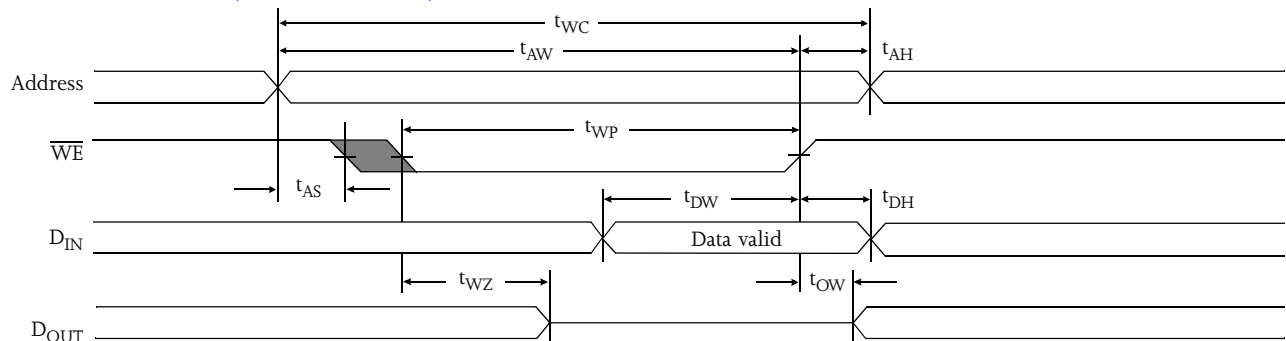 tWC
tAW
tAH
Address
tWP
WE
tAS
tDW
tDH
DIN
Data valid
tWZ
tOW
DOUT